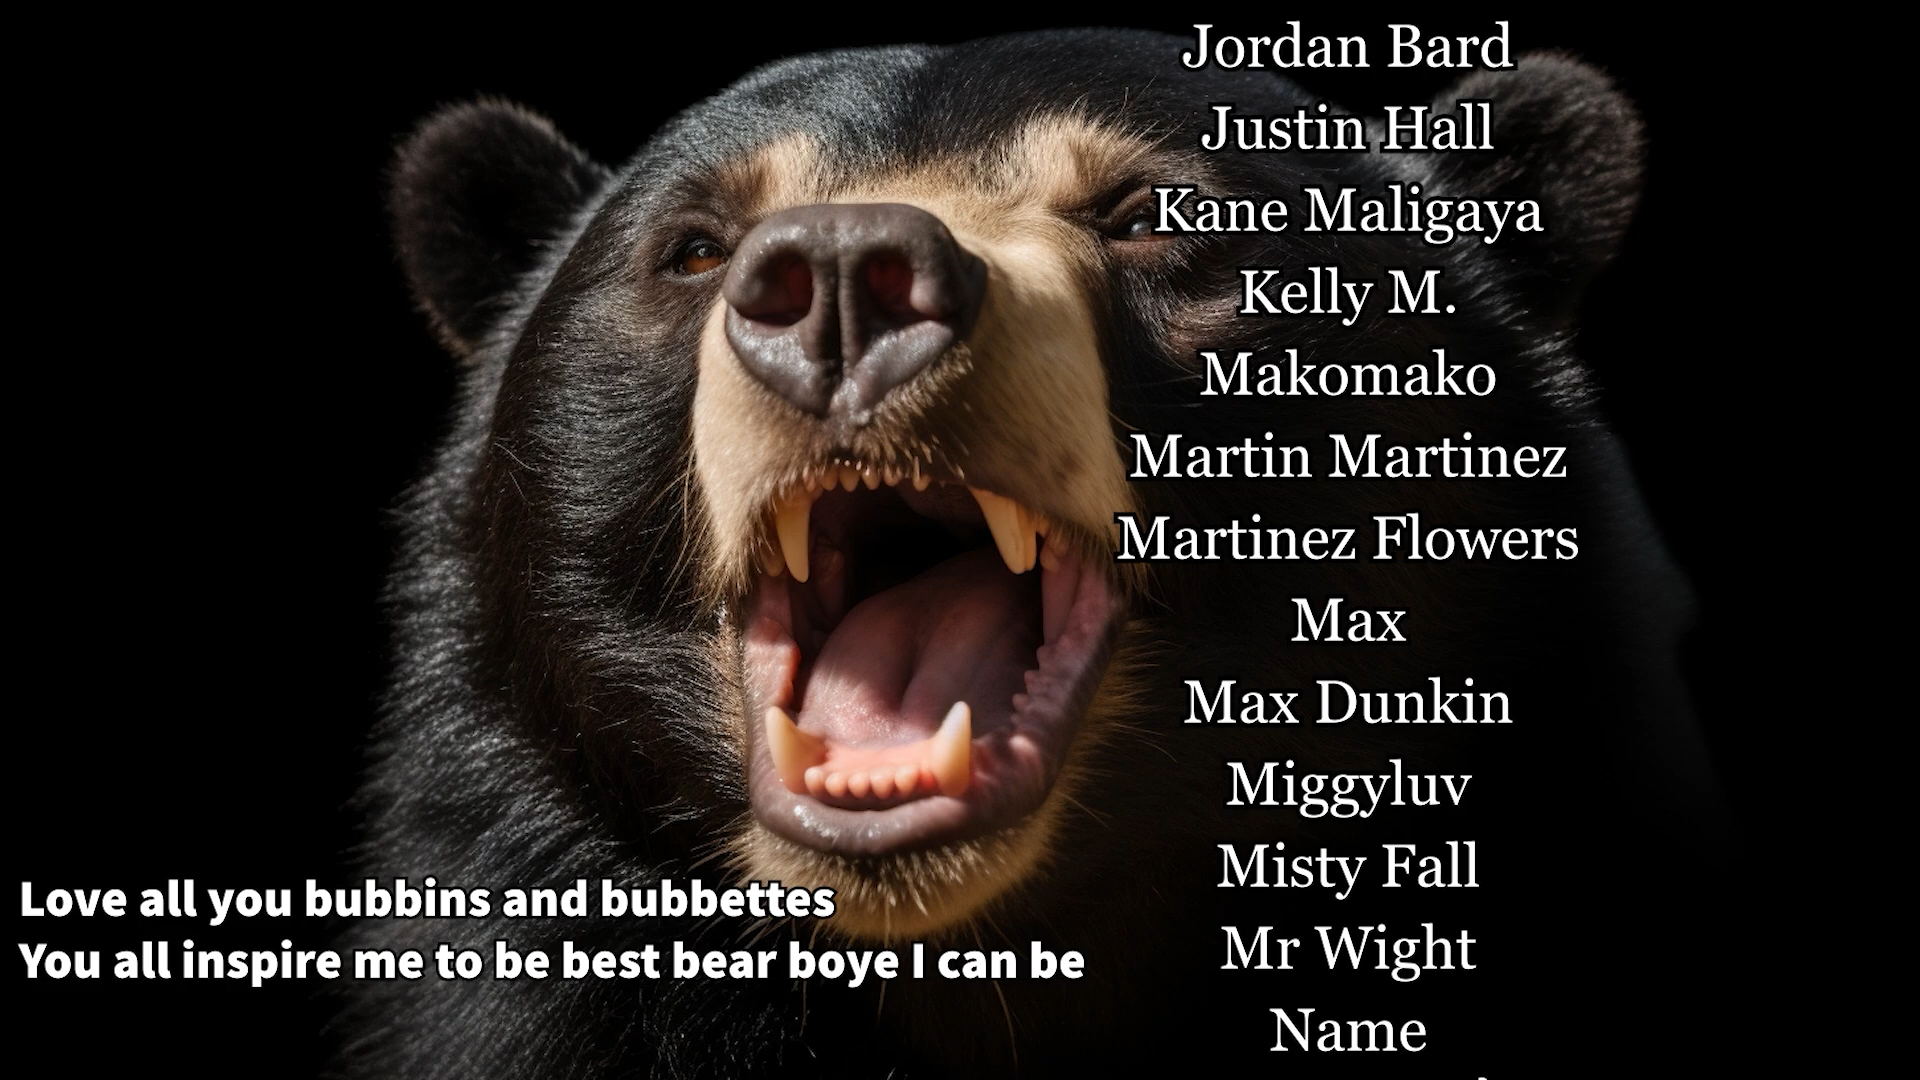 Jordan Bard
Justin Hall
Kane Maligaya
Kelly M.
Makomako
Martin Martinez
Martinez Flowers
Max
Max Dunkin
Miggyluv
Misty Fall
Mr Wight
Name
Love all you bubbins and bubbettes
You all inspire me to be best bear boye I can be